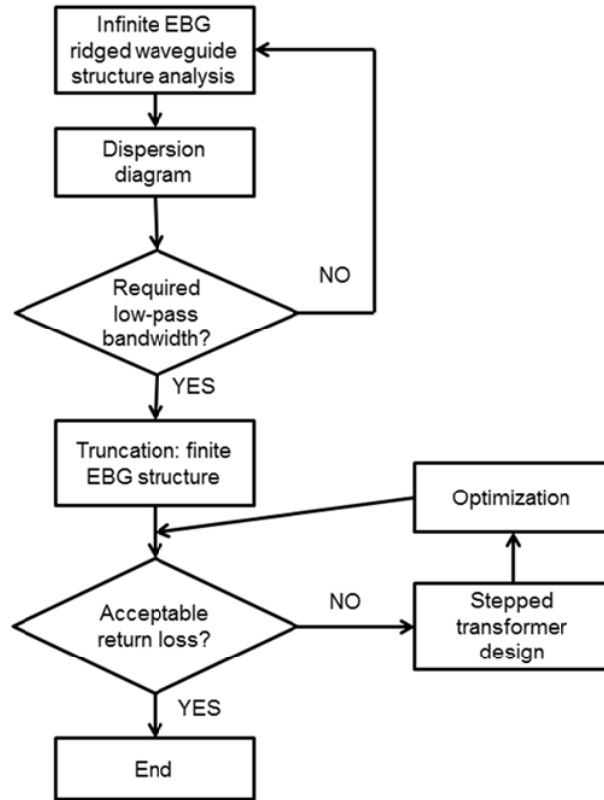 Infinite EBG
ridged waveguide
structure analysis
Dispersion
diagram
Required
low-pass
bandwidth?
NO
YES
Truncation: finite
EBG structure
Optimization
Acceptable
return loss?
NO
Stepped
transformer
design
YES
End